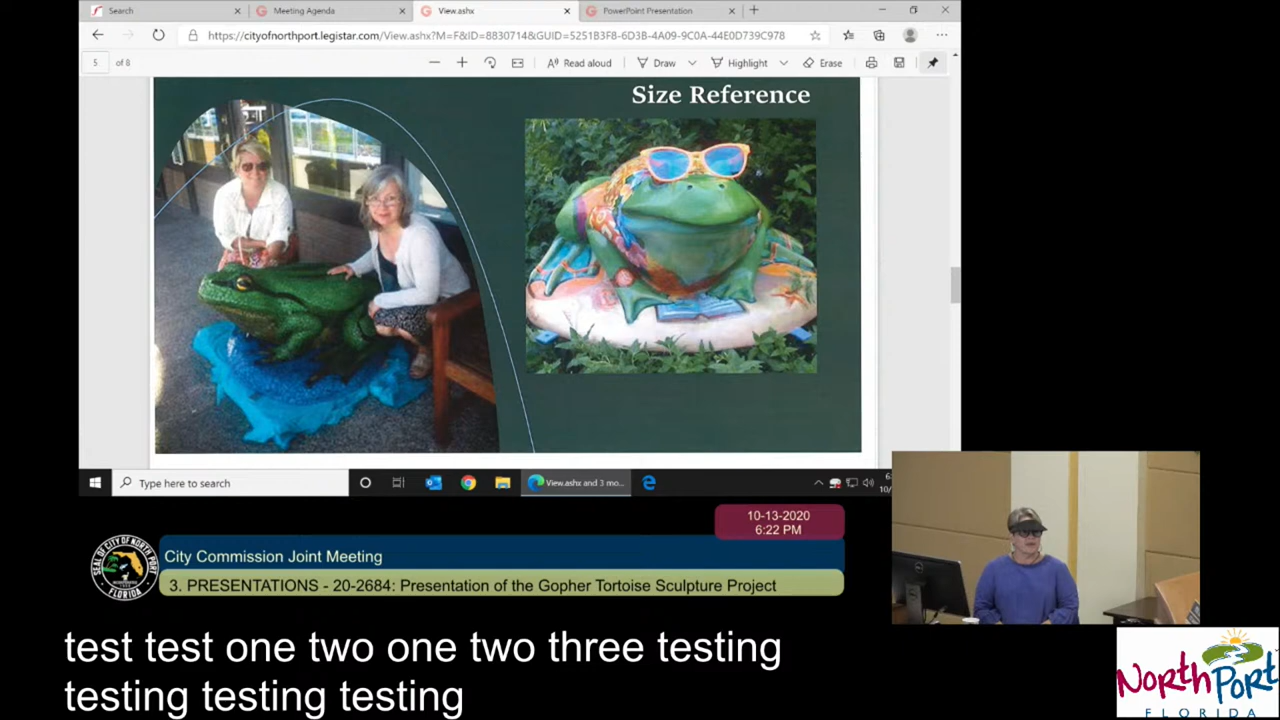 Search
Meeting Agenda
View.ashx
PowerPoint Presentation
https://cityofnorthport.legistar.com/View.ashx?M=F&ID=8830714&GUID=5251B3F8-6D3B-4A09-9C0A-44E0D739C978
5 of 8
Read aloud
Draw
Highlight
Erase
Size Reference
Type here to search
View.ashx and 3 mo...
10-13-2020
6:22 PM
City Commission Joint Meeting
3. PRESENTATIONS - 20-2684: Presentation of the Gopher Tortoise Sculpture Project
test test one two one two three testing
testing testing testing
North Port
FLORIDA